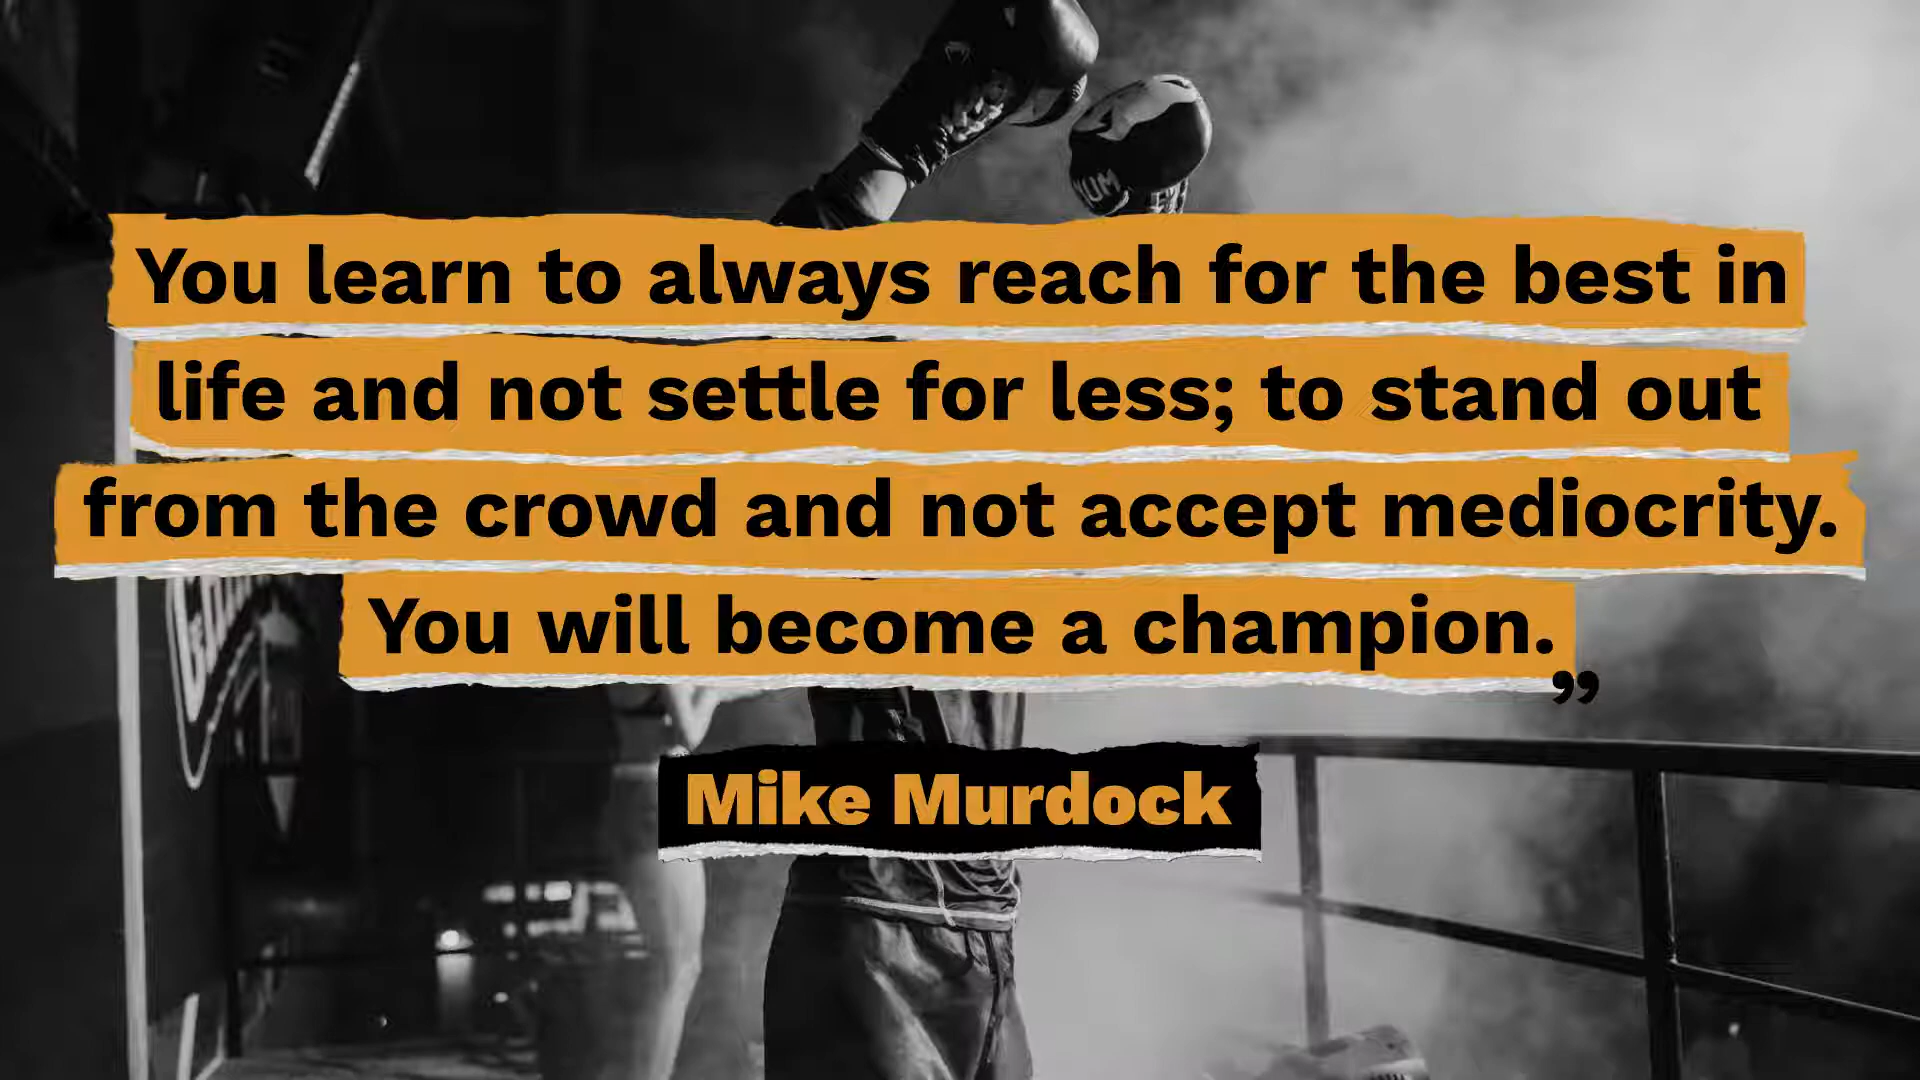 You learn to always reach for the best in
life and not settle for less; to stand out
from the crowd and not accept mediocrity.
You will become a champion.
”
Mike Murdock